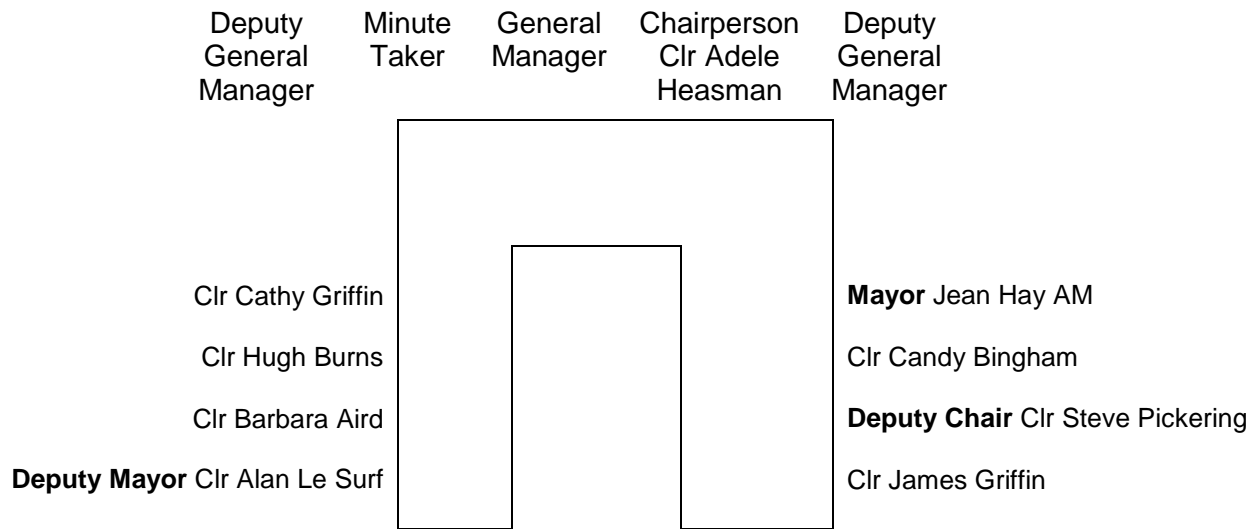 Deputy General Manager
Minute Taker
General Manager
Chairperson Clr Adele Heasman
Deputy General Manager
Clr Cathy Griffin
Mayor Jean Hay AM
Clr Hugh Burns
Clr Candy Bingham
Clr Barbara Aird
Deputy Chair Clr Steve Pickering
Deputy Mayor Clr Alan Le Surf
Clr James Griffin